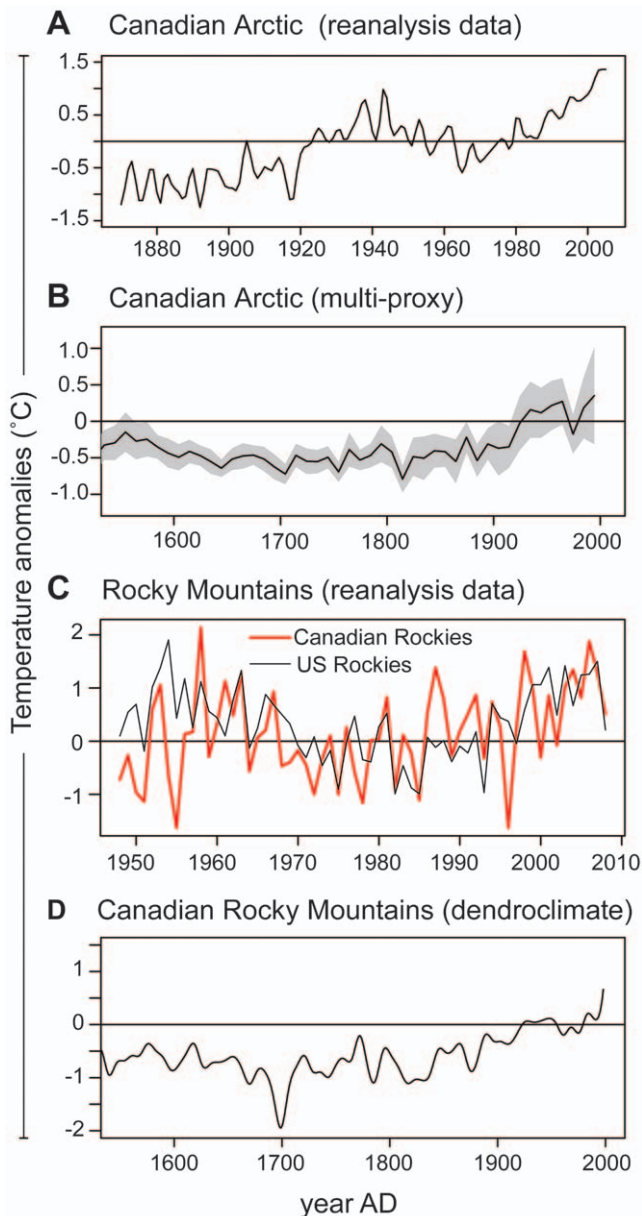 A Canadian Arctic (reanalysis data)
1.5
0.5
-0.5
-1.5
1880 1900 1920 1940 1960 1980 2000
B Canadian Arctic (multi-proxy)
1.0
0.5
0
-0.5
-1.0
1600 1700 1800 1900 2000
C Rocky Mountains (reanalysis data)
Canadian Rockies
US Rockies
2
1
0
-1
1950 1960 1970 1980 1990 2000 2010
D Canadian Rocky Mountains (dendroclimate)
1
0
-1
-2
1600 1700 1800 1900 2000
year AD
Temperature anomalies (˚C)